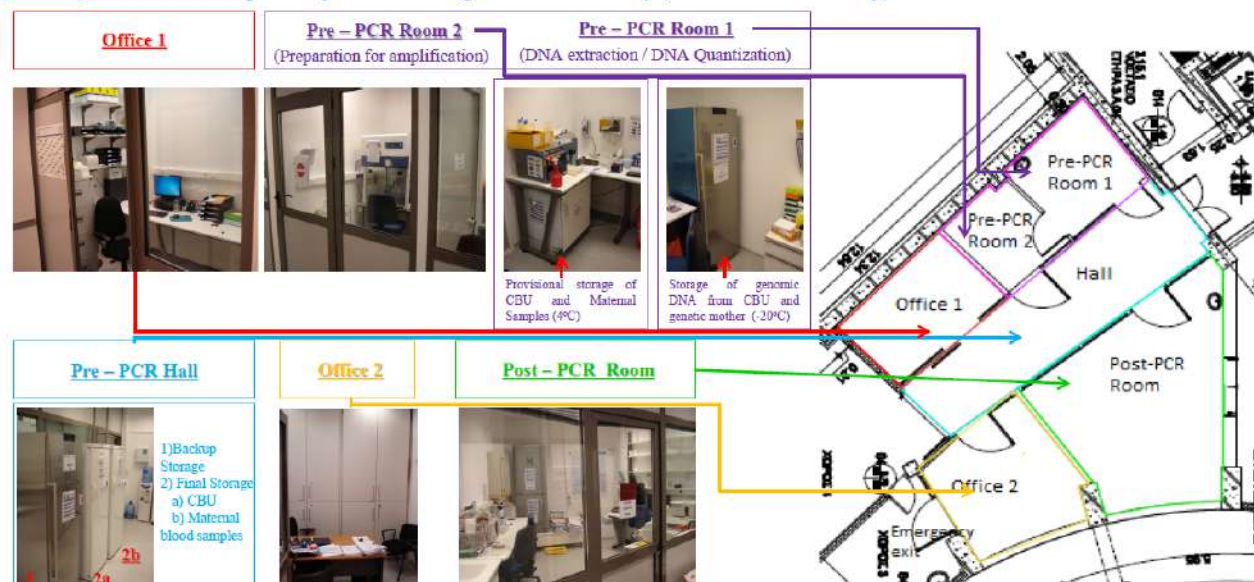 Office 1
Pre – PCR Room 2
(Preparation for amplification)
Pre – PCR Room 1
(DNA extraction / DNA Quantization)
Provisional storage of
CBU and Maternal
Samples (4°C)
Storage of genomic
DNA from CBU and
genetic mother (-20°C)
Pre – PCR Hall
1)Backup
Storage
2) Final Storage
a) CBU
b) Maternal
blood samples
2b
2a
Office 2
Post – PCR Room
Pre-PCR
Room 1
Pre-PCR
Room 2
Hall
Office 1
Post-PCR
Room
Office 2
Emergency
exit